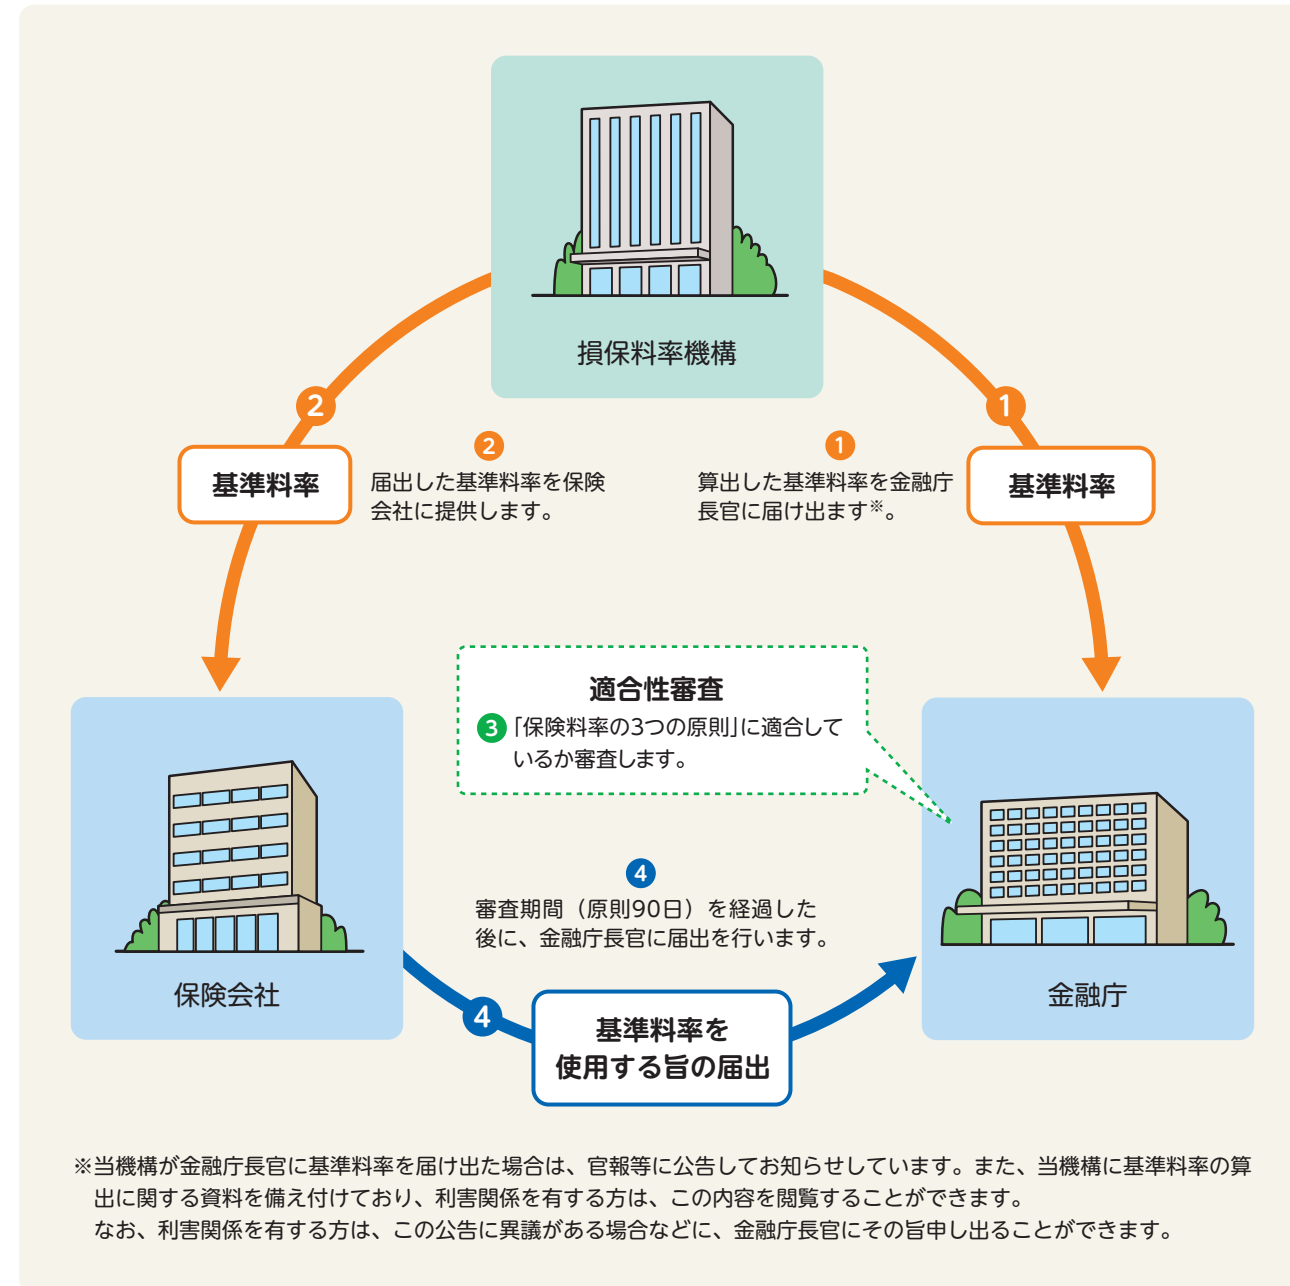 損保料率機構
2
1
基準料率
2
届出した基準料率を保険
会社に提供します。
1
算出した基準料率を金融庁
長官に届け出ます※。
基準料率
適合性審査
3 「保険料率の3つの原則」に適合して
いるか審査します。
保険会社
4
審査期間（原則90日）を経過した
後に、金融庁長官に届出を行います。
金融庁
4
基準料率を
使用する旨の届出
※当機構が金融庁長官に基準料率を届け出た場合は、官報等に公告してお知らせしています。また、当機構に基準料率の算
出に関する資料を備え付けており、利害関係を有する方は、この内容を閲覧することができます。
なお、利害関係を有する方は、この公告に異議がある場合などに、金融庁長官にその旨申し出ることができます。